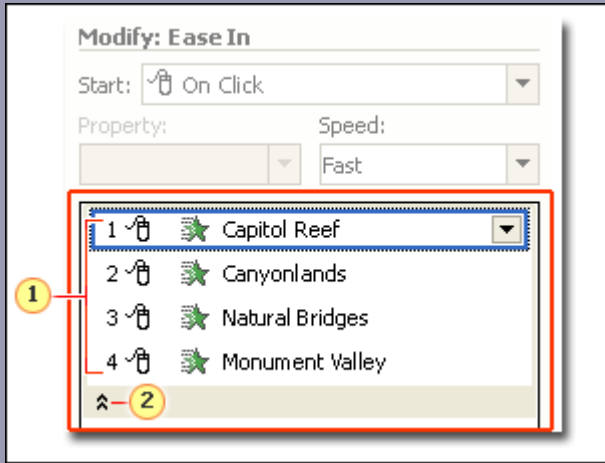 Modify: Ease In
Start: On Click
Property: Speed:
Fast
1 Capitol Reef
2 Canyonlands
1
3 Natural Bridges
4 Monument Valley
2